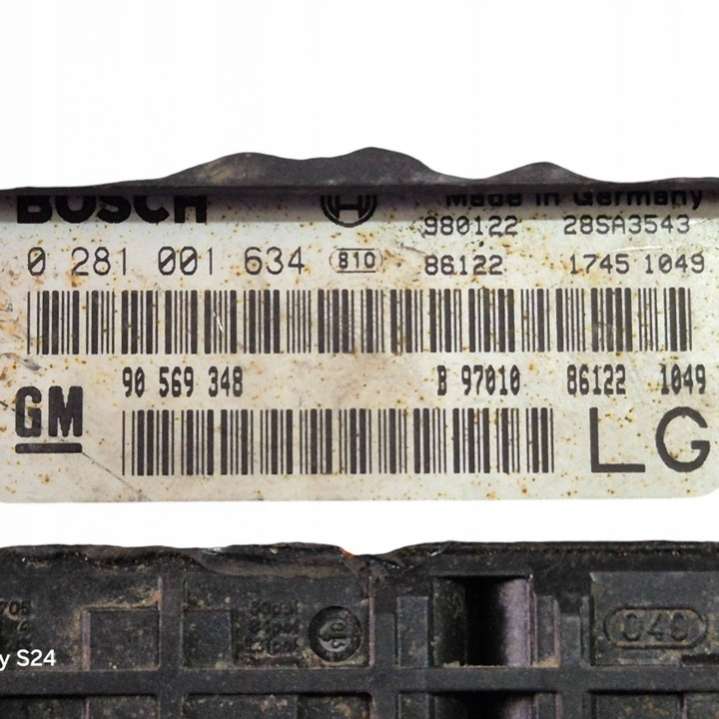 BOSCH Made in Germany
980122 28SA3543
0 281 001 634 810 86122 1745 1049
90 569 348 B 97010 86122 1049
GM LG
040
y S24